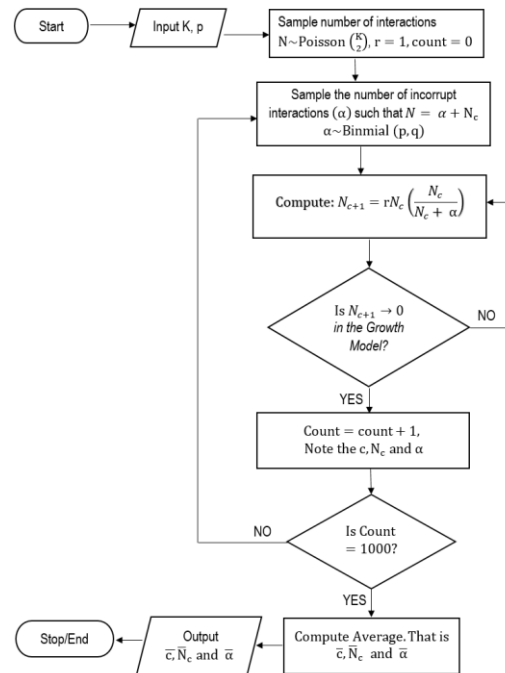 Start
Input K, p
Sample number of interactions
N~Poisson (K 2), r = 1, count = 0
Sample the number of incorrupt
interactions (α) such that N = α + N_c
α~Binmial (p, q)
Compute: N_{c+1} = rN_c (N_c / N_c + α)
Is N_{c+1} → 0
in the Growth
Model?
NO
YES
Count = count + 1,
Note the c, N_c and α
Is Count
= 1000?
NO
YES
Compute Average. That is
c̅, N̅_c and α̅
Output
c̅, N̅_c and α̅
Stop/End